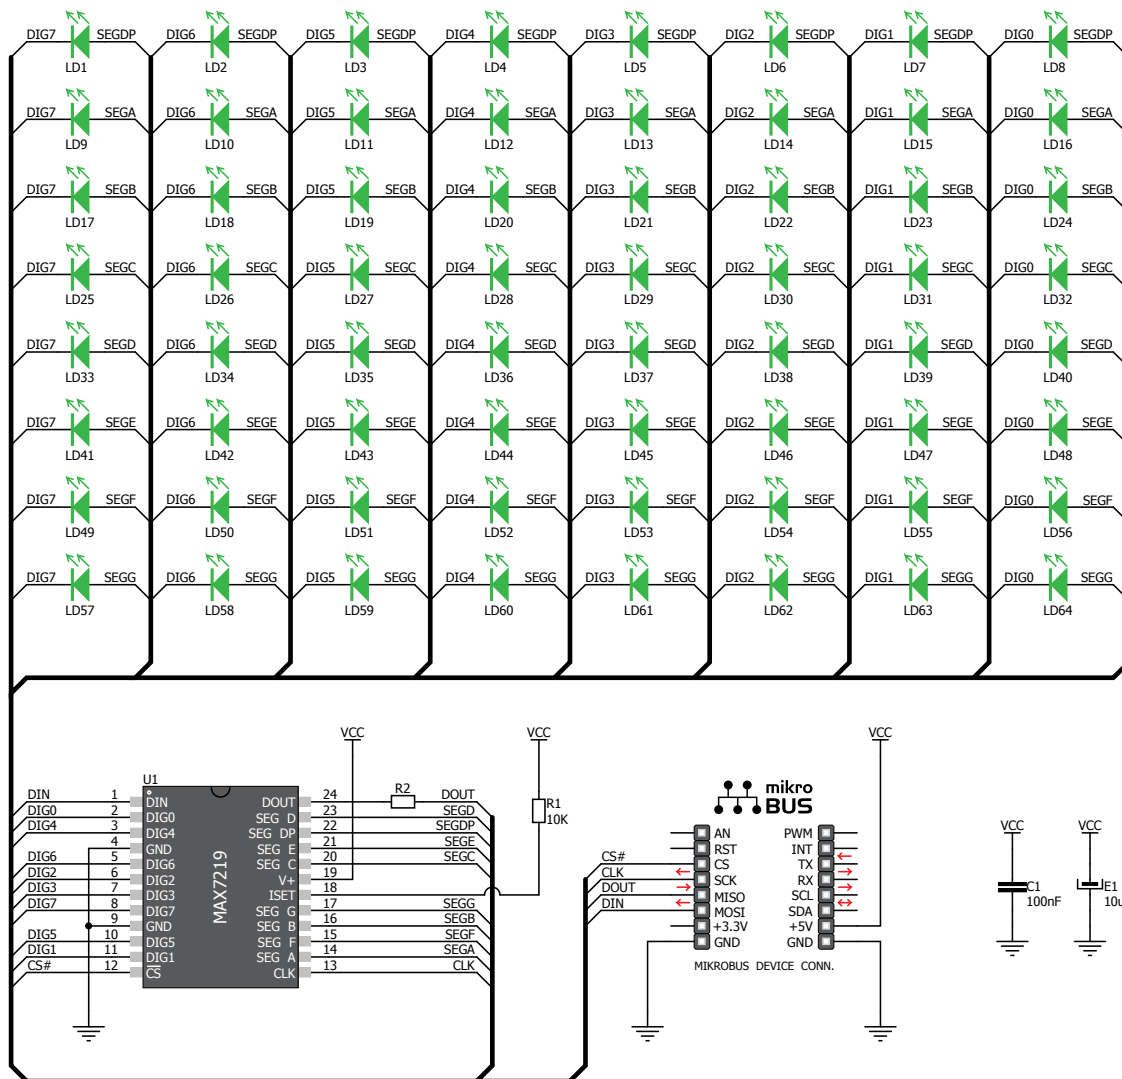 DIG7 SEGDP DIG6 SEGDP DIG5 SEGDP DIG4 SEGDP DIG3 SEGDP DIG2 SEGDP DIG1 SEGDP DIG0 SEGDP
LD1 LD2 LD3 LD4 LD5 LD6 LD7 LD8
DIG7 SEGA DIG6 SEGA DIG5 SEGA DIG4 SEGA DIG3 SEGA DIG2 SEGA DIG1 SEGA DIG0 SEGA
LD9 LD10 LD11 LD12 LD13 LD14 LD15 LD16
DIG7 SEGB DIG6 SEGB DIG5 SEGB DIG4 SEGB DIG3 SEGB DIG2 SEGB DIG1 SEGB DIG0 SEGB
LD17 LD18 LD19 LD20 LD21 LD22 LD23 LD24
DIG7 SEGC DIG6 SEGC DIG5 SEGC DIG4 SEGC DIG3 SEGC DIG2 SEGC DIG1 SEGC DIG0 SEGC
LD25 LD26 LD27 LD28 LD29 LD30 LD31 LD32
DIG7 SEGD DIG6 SEGD DIG5 SEGD DIG4 SEGD DIG3 SEGD DIG2 SEGD DIG1 SEGD DIG0 SEGD
LD33 LD34 LD35 LD36 LD37 LD38 LD39 LD40
DIG7 SEGE DIG6 SEGE DIG5 SEGE DIG4 SEGE DIG3 SEGE DIG2 SEGE DIG1 SEGE DIG0 SEGE
LD41 LD42 LD43 LD44 LD45 LD46 LD47 LD48
DIG7 SEGF DIG6 SEGF DIG5 SEGF DIG4 SEGF DIG3 SEGF DIG2 SEGF DIG1 SEGF DIG0 SEGF
LD49 LD50 LD51 LD52 LD53 LD54 LD55 LD56
DIG7 SEGG DIG6 SEGG DIG5 SEGG DIG4 SEGG DIG3 SEGG DIG2 SEGG DIG1 SEGG DIG0 SEGG
LD57 LD58 LD59 LD60 LD61 LD62 LD63 LD64
VCC VCC VCC
U1
MAX7219
DIN 1 DIN DOUT 24 R2 DOUT
DIG0 2 DIG0 SEG D 23 SEGD
DIG4 3 DIG4 SEG DP 22 SEGDP
4 GND SEG E 21 SEGE
DIG6 5 DIG6 SEG C 20 SEGC
DIG2 6 DIG2 V+ 19
DIG3 7 DIG3 ISET 18
DIG7 8 DIG7 SEG G 17 SEGG
9 GND SEG B 16 SEGB
DIG5 10 DIG5 SEG F 15 SEGF
DIG1 11 DIG1 SEG A 14 SEGA
CS# 12 CS CLK 13 CLK
R1
10K
mikro
BUS
AN PWM
RST INT
CS# CS TX
CLK SCK RX
DOUT MISO SCL
DIN MOSI SDA
+3.3V +5V
GND GND
MIKROBUS DEVICE CONN.
VCC VCC
C1
100nF
E1
10u